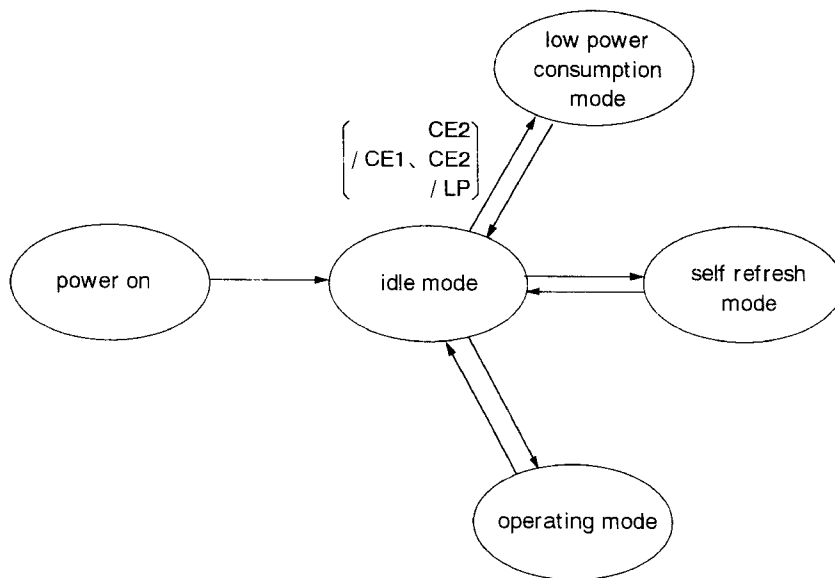 low power
consumption
mode
CE2
/ CE1、CE2
/ LP
power on
idle mode
self refresh
mode
operating mode